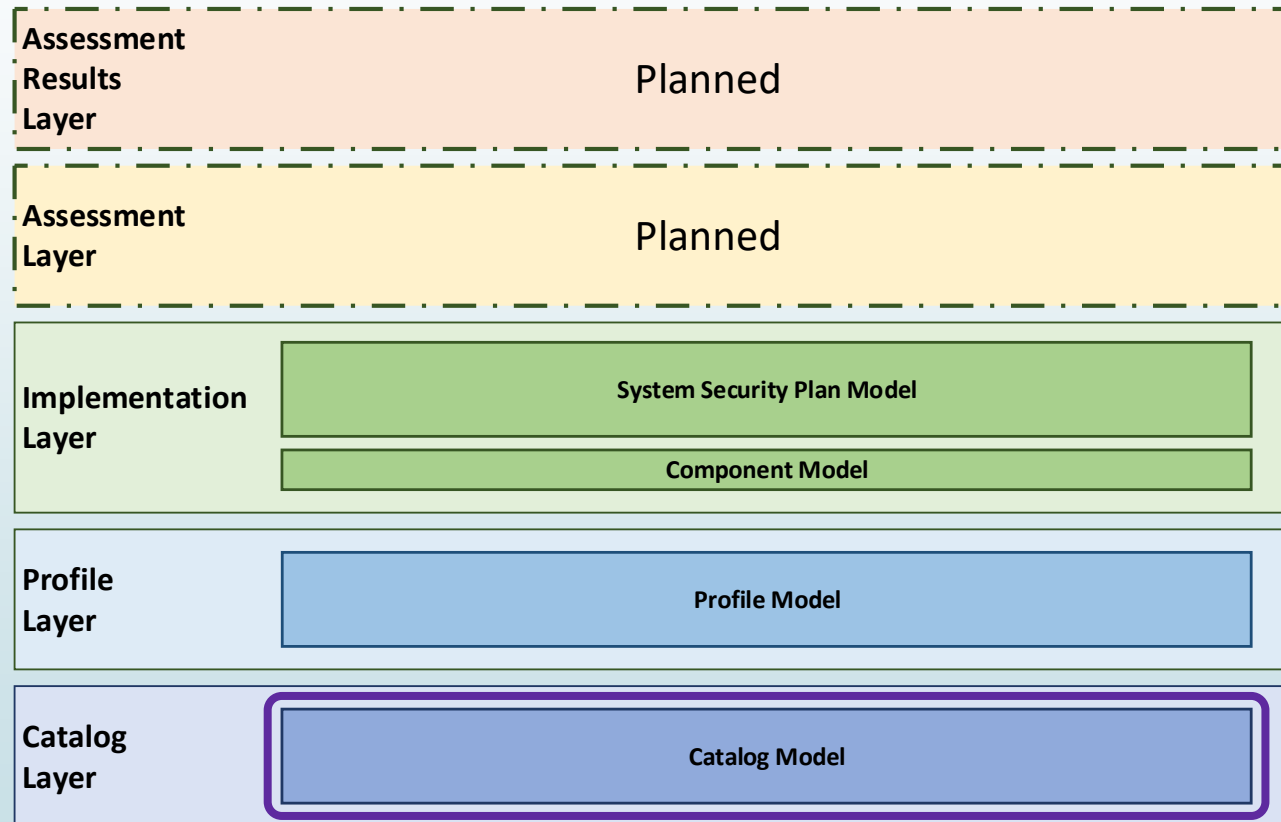 Assessment
Results
Layer
Planned
Assessment
Layer
Planned
Implementation
Layer
System Security Plan Model
Component Model
Profile
Layer
Profile Model
Catalog
Layer
Catalog Model